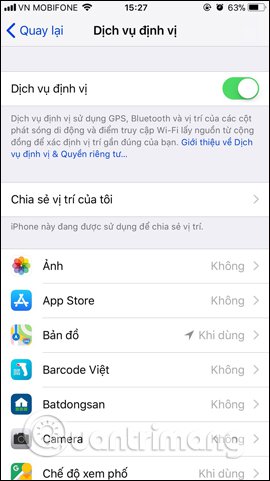 VN MOBIFONE 15:27 63%
Quay lại Dịch vụ định vị
Dịch vụ định vị
Dịch vụ định vị sử dụng GPS, Bluetooth và vị trí của các cột
phát sóng di động và điểm truy cập Wi-Fi lấy nguồn từ cộng
đồng để xác định vị trí gần đúng của bạn. Giới thiệu về Dịch
vụ định vị & Quyền riêng tư...
Chia sẻ vị trí của tôi
iPhone này đang được sử dụng để chia sẻ vị trí.
Ảnh Không
App Store Không
Bản đồ Khi dùng
Barcode Việt Không
Batdongsan Không
Camera Không
Quantrimang
Chế độ xem phố Không